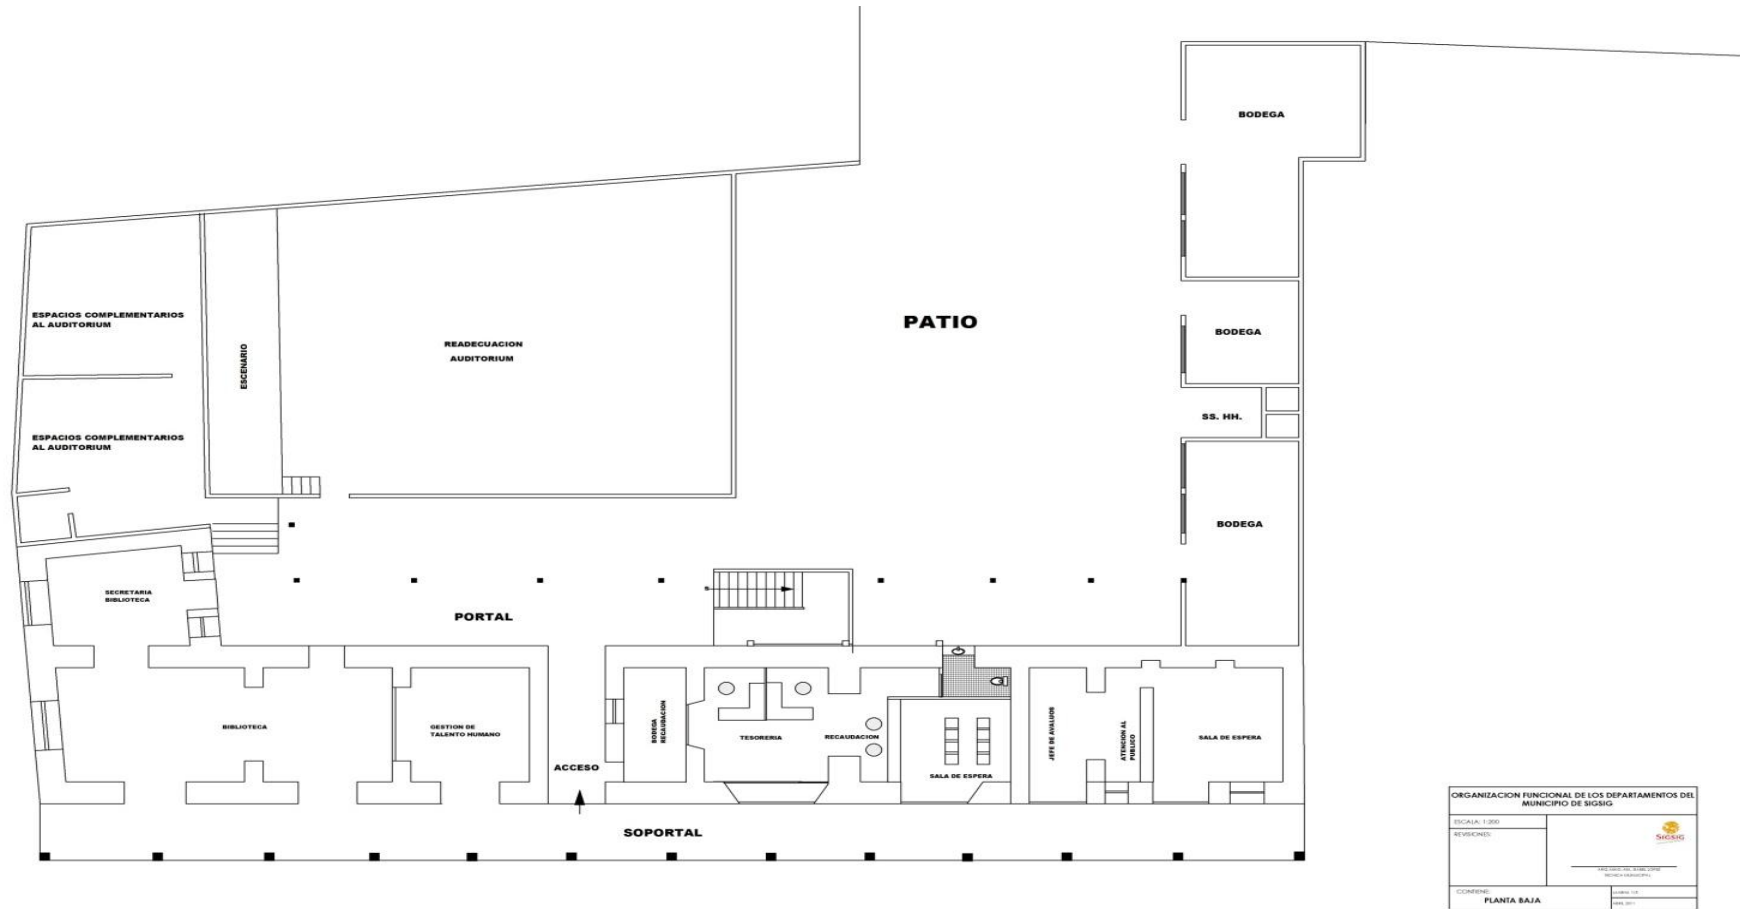 BODEGA
ESPACIOS COMPLEMENTARIOS
AL AUDITORIUM
ESCENARIO
READECUACION
AUDITORIUM
PATIO
BODEGA
SS. HH.
ESPACIOS COMPLEMENTARIOS
AL AUDITORIUM
BODEGA
SECRETARIA
BIBLIOTECA
PORTAL
BIBLIOTECA
GESTION DE
TALENTO HUMANO
ACCESO
BODEGA
RECAUDACION
TESORERIA
RECAUDACION
SALA DE ESPERA
JEFE DE AVALUOS
ATENCION AL
PUBLICO
SALA DE ESPERA
SOPORTAL
ORGANIZACION FUNCIONAL DE LOS DEPARTAMENTOS DEL
MUNICIPIO DE SIGSIG
ESCALA: 1:200
REVISIONES:
SIGSIG
CONTIENE:
PLANTA BAJA